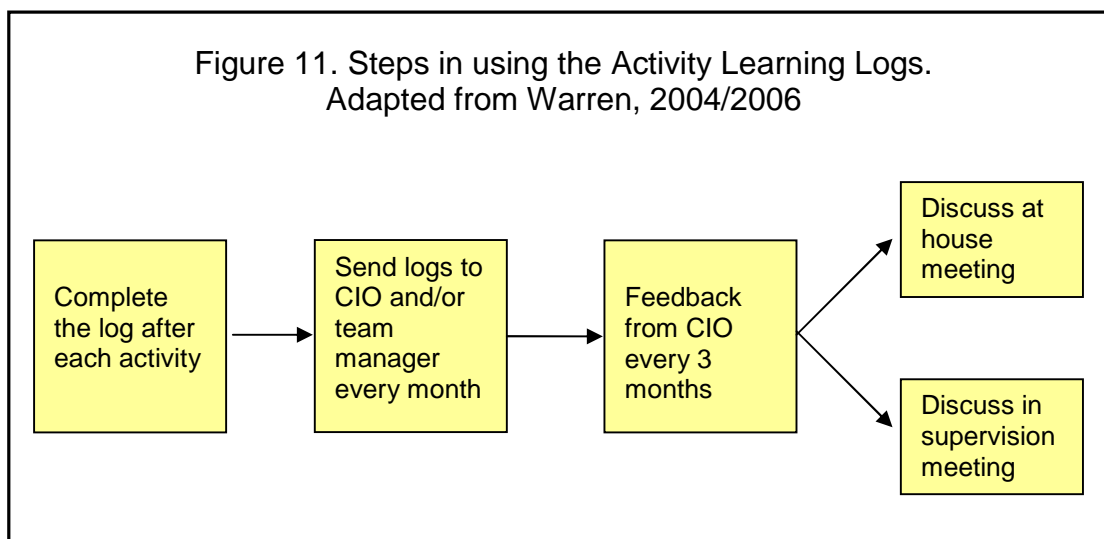 Figure 11. Steps in using the Activity Learning Logs.
Adapted from Warren, 2004/2006
Complete
the log after
each activity
Send logs to
CIO and/or
team
manager
every month
Feedback
from CIO
every 3
months
Discuss at
house
meeting
Discuss in
supervision
meeting